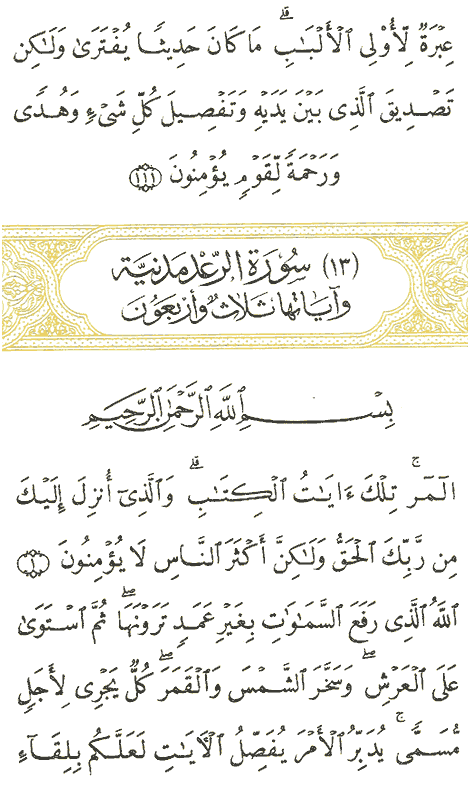 عِبۡرَةٞ لِّأُوْلِي ٱلۡأَلۡبَٰبِۗ مَا كَانَ حَدِيثٗا يُفۡتَرَىٰ وَلَٰكِن
تَصۡدِيقَ ٱلَّذِي بَيۡنَ يَدَيۡهِ وَتَفۡصِيلَ كُلِّ شَيۡءٖ وَهُدٗى
وَرَحۡمَةٗ لِّقَوۡمٖ يُؤۡمِنُونَ ١١١
(١٣) سُورَةُ الرَّعۡدِ مَدَنِيَّة
وَآيَاتُهَا ثَلَاثٌ وَأَرۡبَعُونَ
بِسۡمِ ٱللَّهِ ٱلرَّحۡمَٰنِ ٱلرَّحِيمِ
الٓمٓرۚ تِلۡكَ ءَايَٰتُ ٱلۡكِتَٰبِۗ وَٱلَّذِيٓ أُنزِلَ إِلَيۡكَ
مِن رَّبِّكَ ٱلۡحَقُّ وَلَٰكِنَّ أَكۡثَرَ ٱلنَّاسِ لَا يُؤۡمِنُونَ ١
ٱللَّهُ ٱلَّذِي رَفَعَ ٱلسَّمَٰوَٰتِ بِغَيۡرِ عَمَدٖ تَرَوۡنَهَاۖ ثُمَّ ٱسۡتَوَىٰ
عَلَى ٱلۡعَرۡشِۖ وَسَخَّرَ ٱلشَّمۡسَ وَٱلۡقَمَرَۖ كُلّٞ يَجۡرِي لِأَجَلٖ
مُّسَمّٗىۚ يُدَبِّرُ ٱلۡأَمۡرَ يُفَصِّلُ ٱلۡأٓيَٰتِ لَعَلَّكُم بِلِقَآءِ